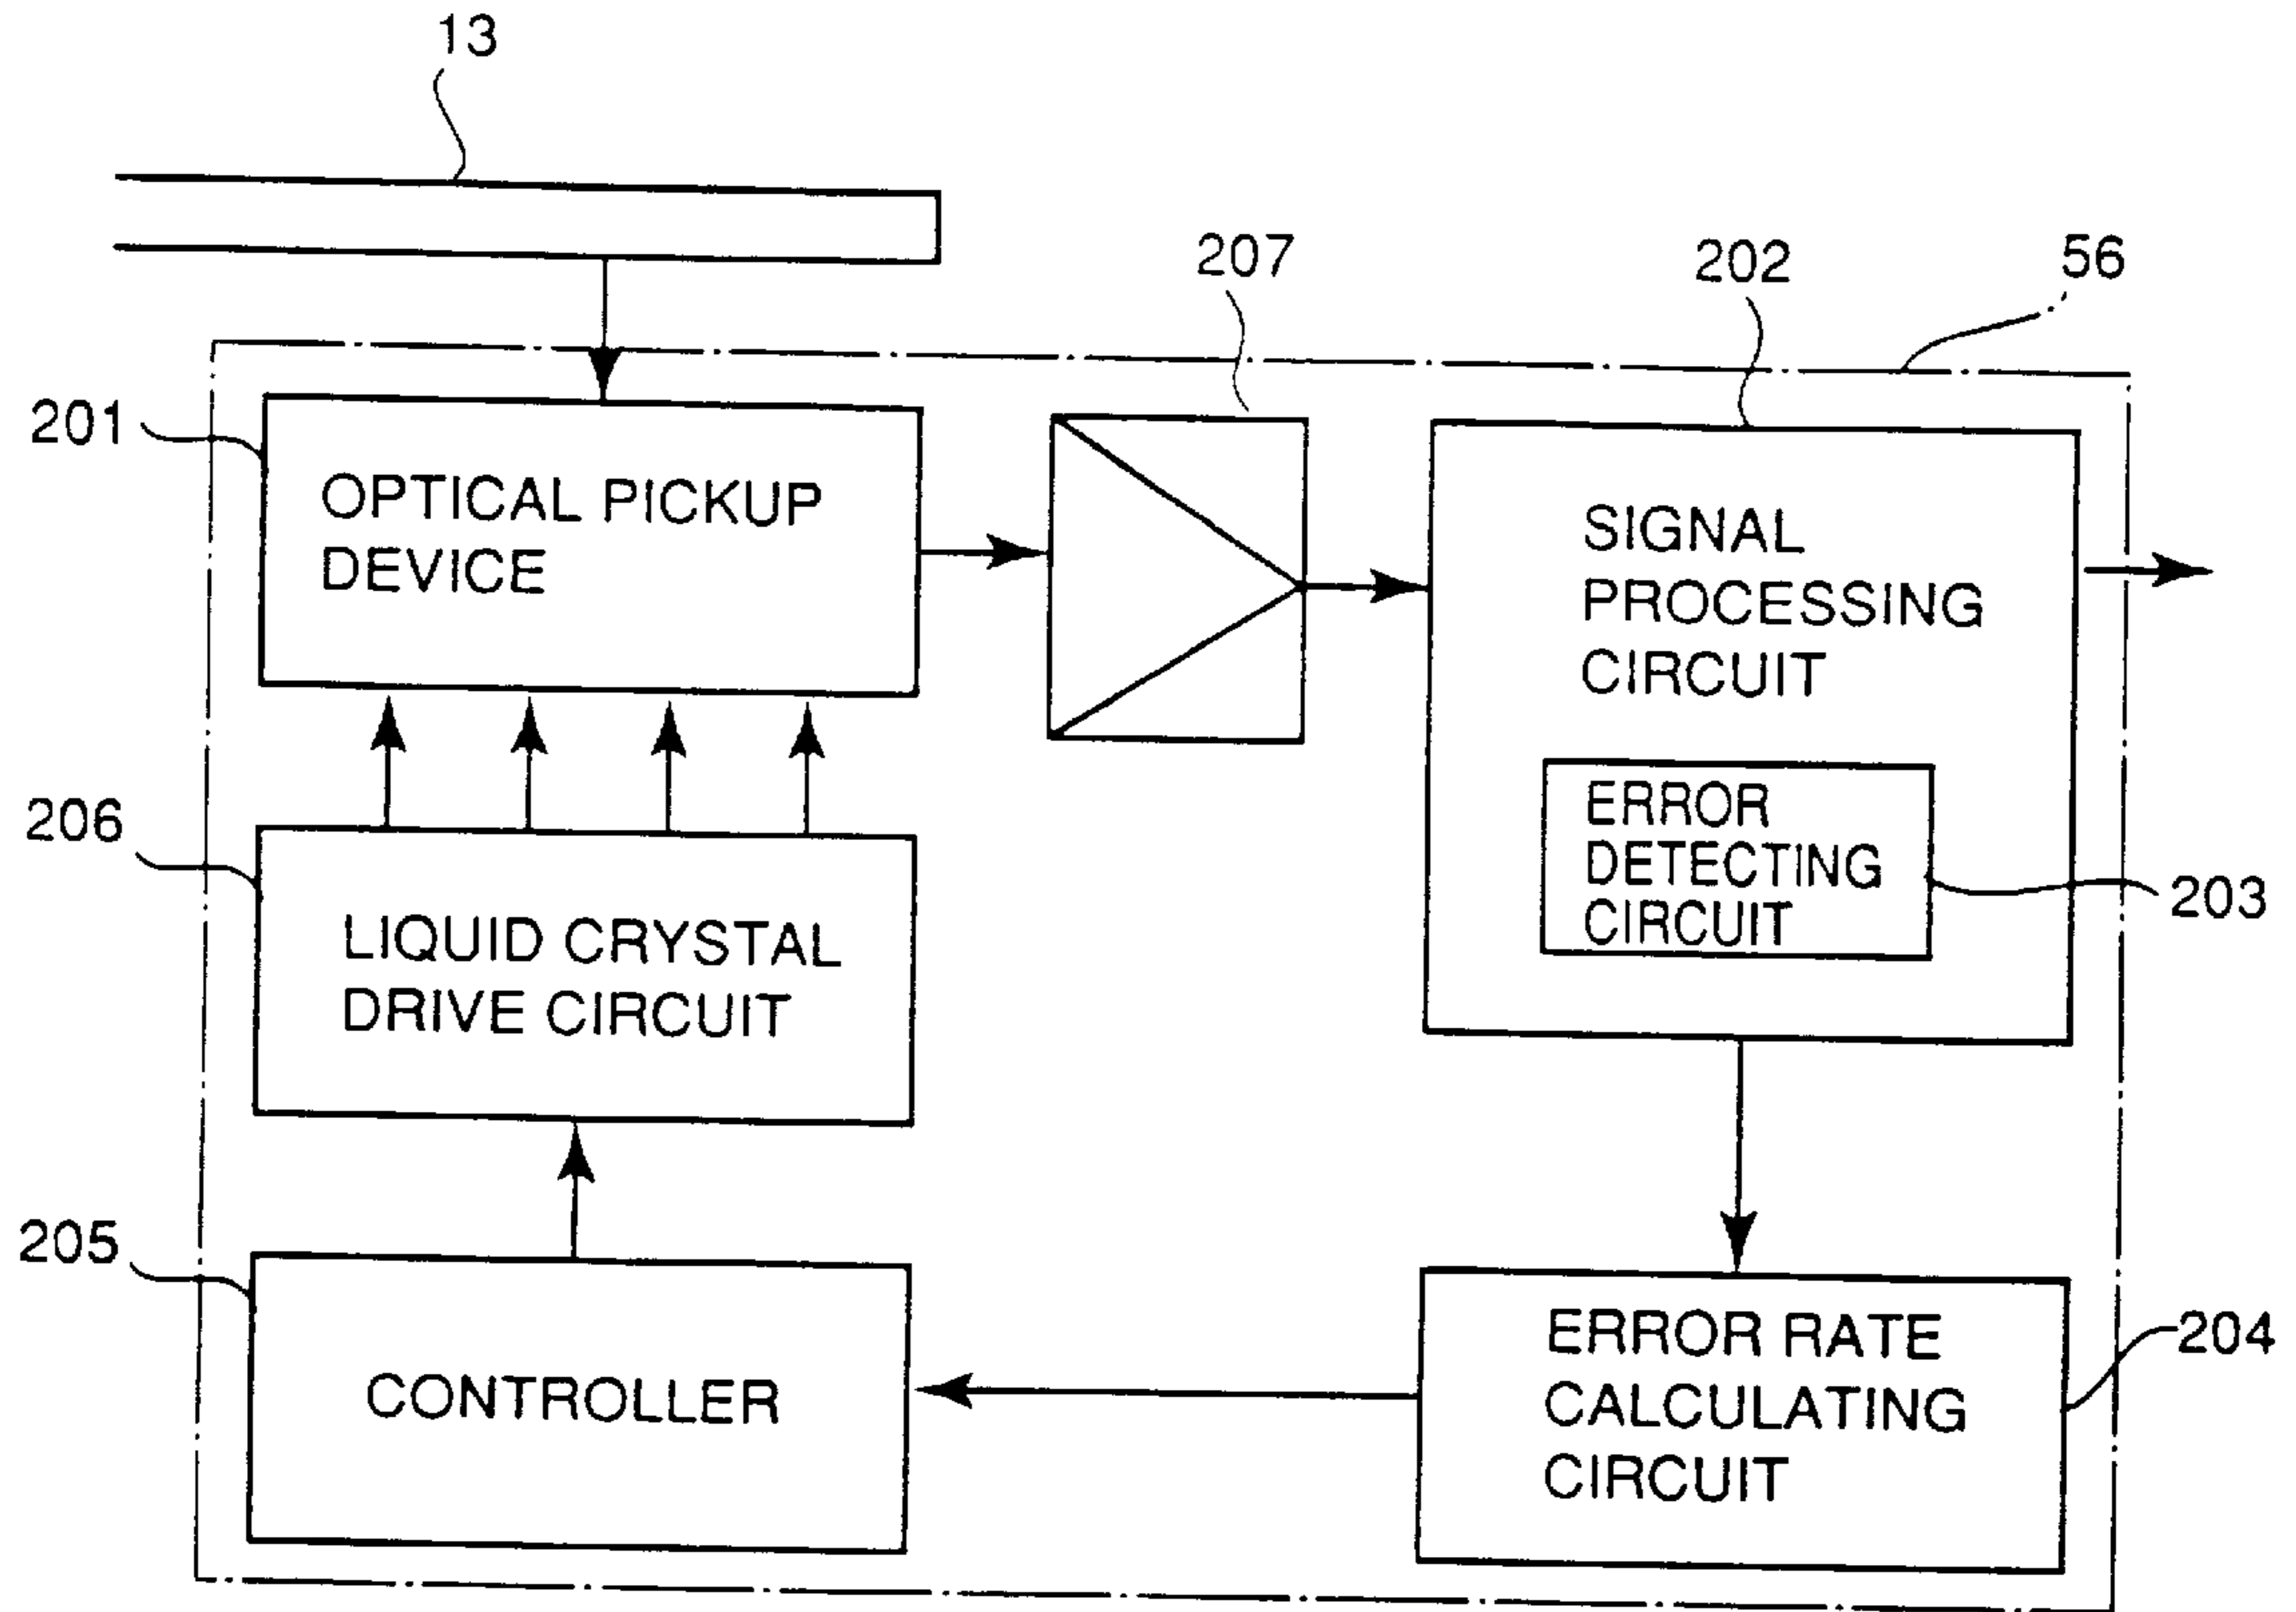 13
207
202
56
201
OPTICAL PICKUP
DEVICE
SIGNAL
PROCESSING
CIRCUIT
ERROR
DETECTING
CIRCUIT
203
206
LIQUID CRYSTAL
DRIVE CIRCUIT
205
CONTROLLER
ERROR RATE
CALCULATING
CIRCUIT
204